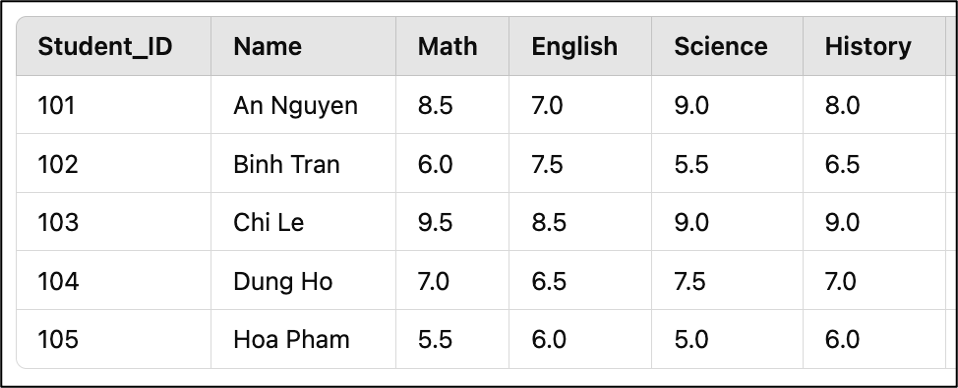 Student_ID Name Math English Science History
101 An Nguyen 8.5 7.0 9.0 8.0
102 Binh Tran 6.0 7.5 5.5 6.5
103 Chi Le 9.5 8.5 9.0 9.0
104 Dung Ho 7.0 6.5 7.5 7.0
105 Hoa Pham 5.5 6.0 5.0 6.0